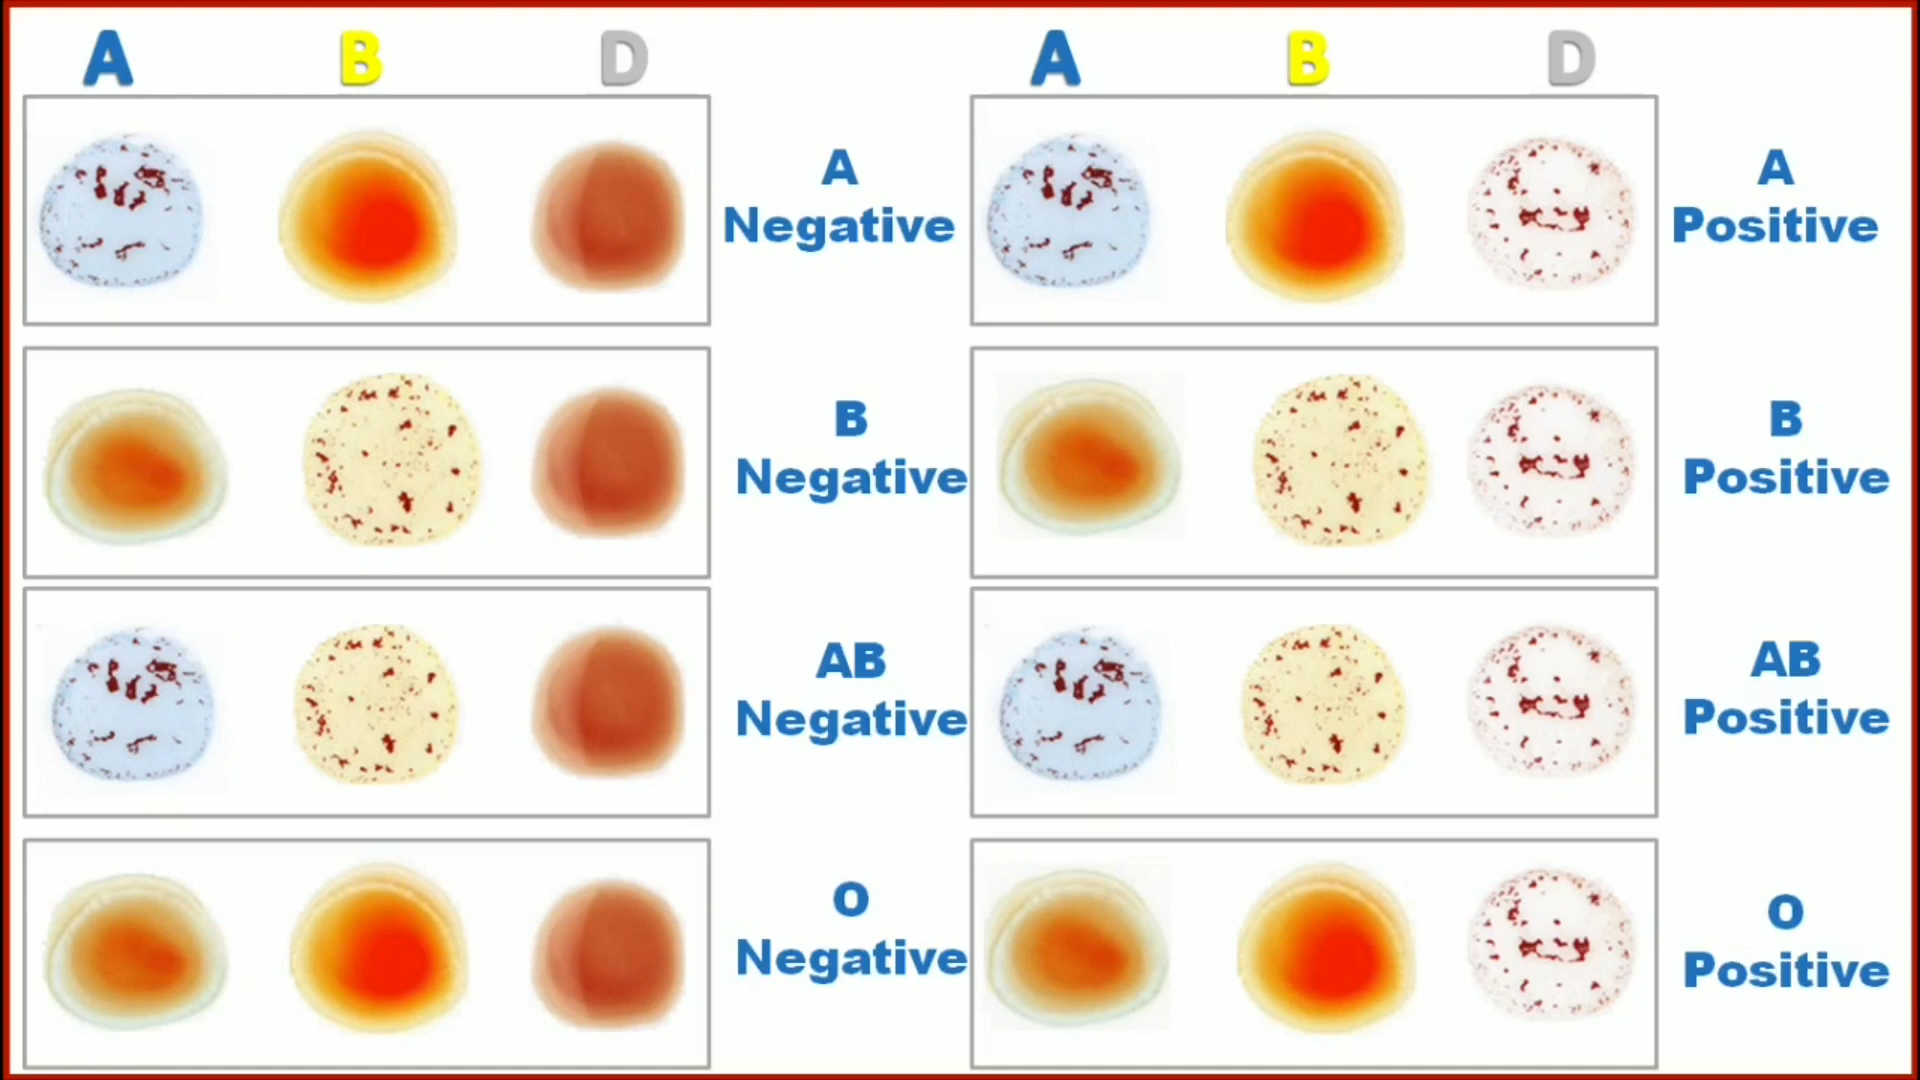 A B D A B D
A
Negative
A
Positive
B
Negative
B
Positive
AB
Negative
AB
Positive
O
Negative
O
Positive